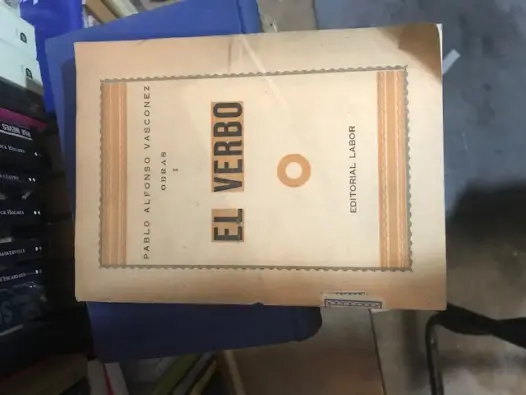 PABLO ALFONSO VASCONEZ
OBRAS
I
EL VERBO
EDITORIAL LABOR